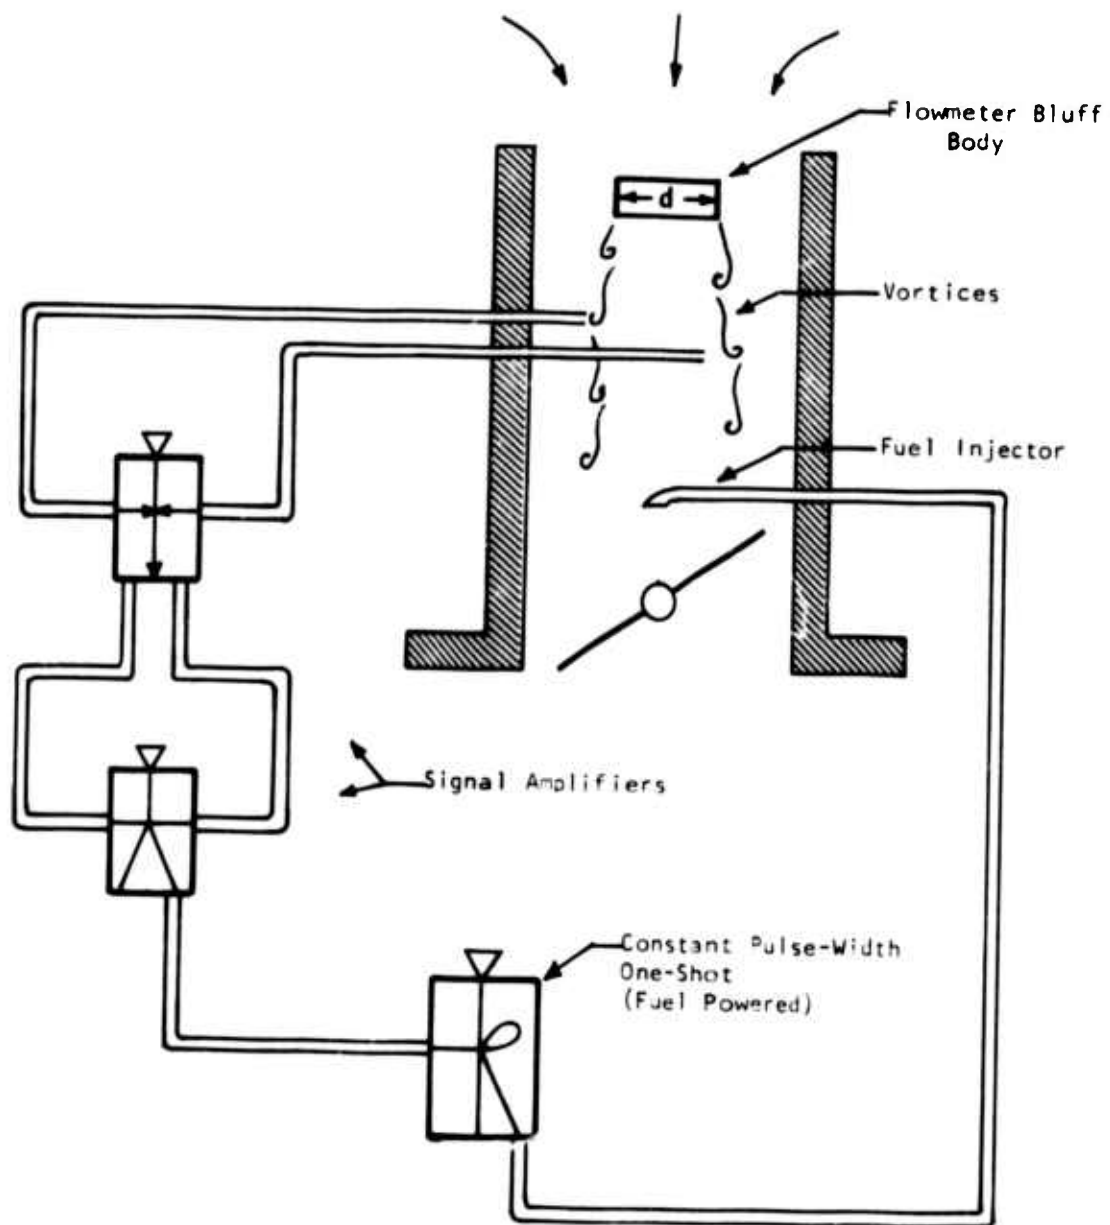 Flowmeter Bluff
Body
d
Vortices
Fuel Injector
Signal Amplifiers
Constant Pulse-Width
One-Shot
(Fuel Powered)